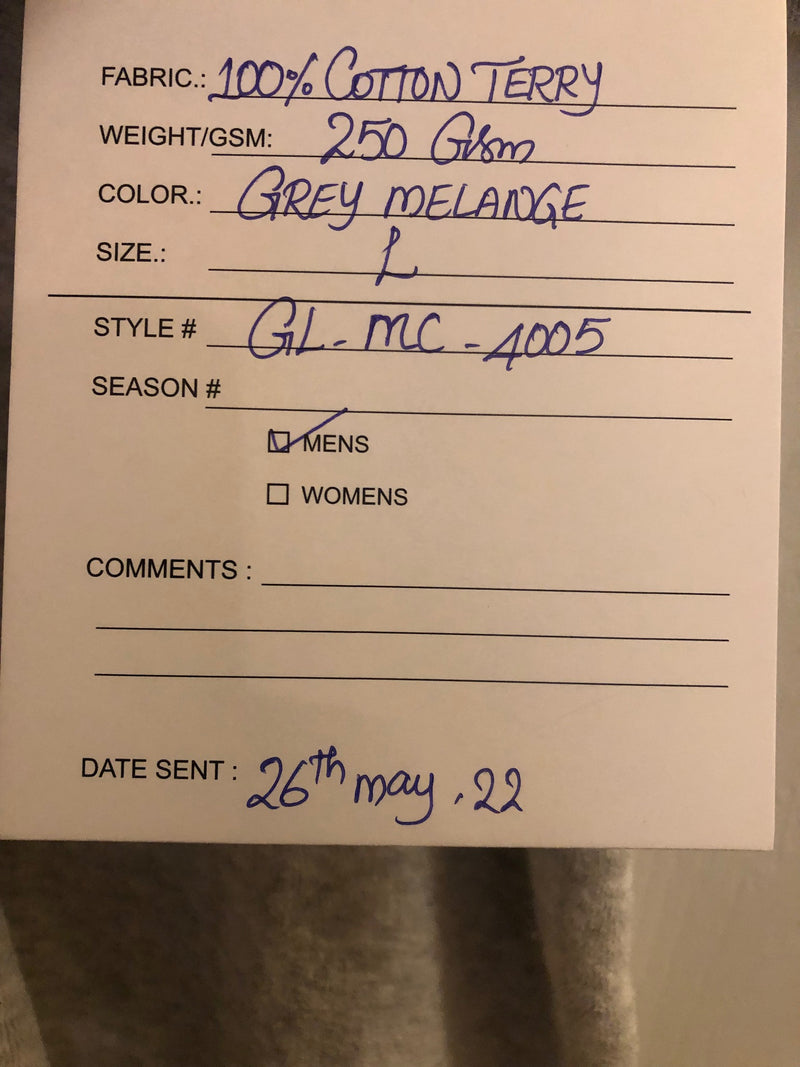 FABRIC.: 100% COTTON TERRY
WEIGHT/GSM: 250 Gsm
COLOR.: GREY MELANGE
SIZE.: L
STYLE # GL-MC-4005
SEASON #
MENS
WOMENS
COMMENTS :
DATE SENT : 26th may.22